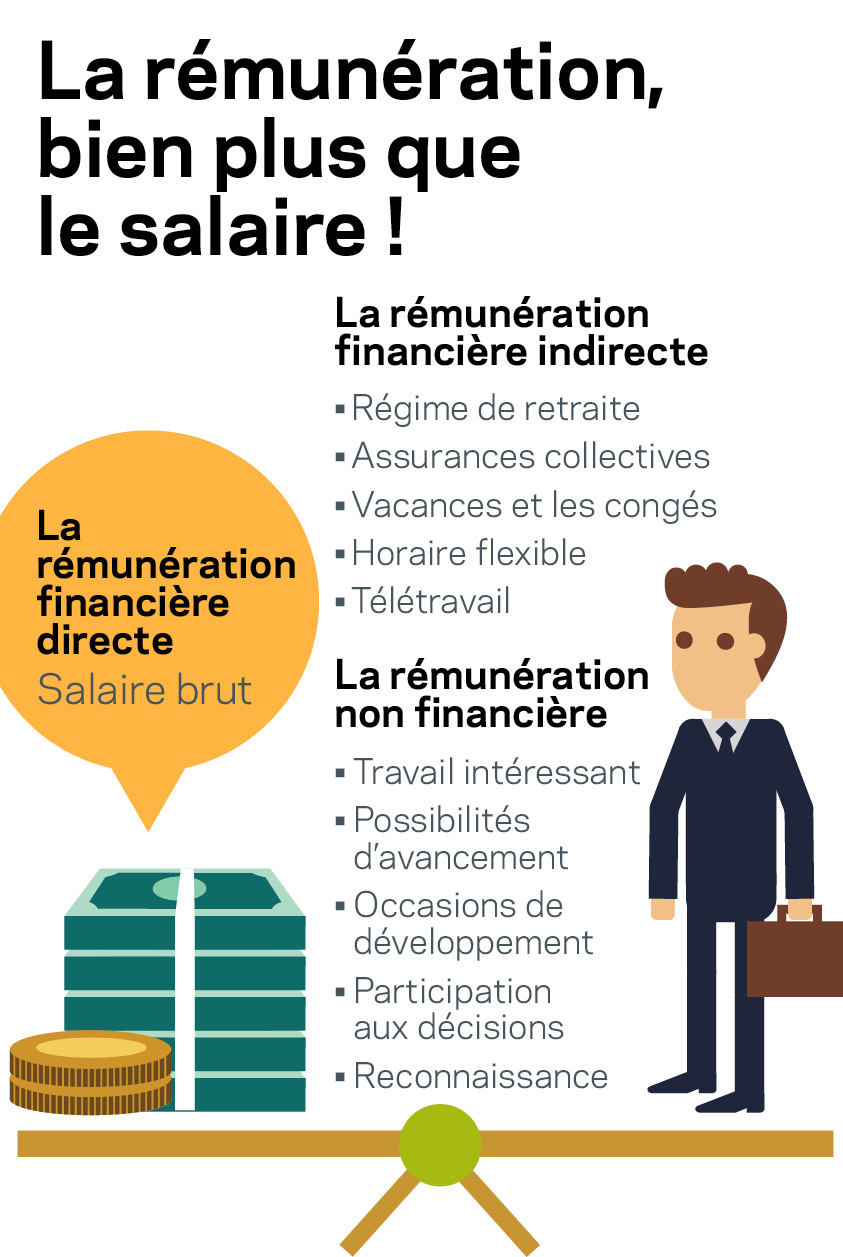 La rémunération,
bien plus que
le salaire !
La rémunération
financière indirecte
▪ Régime de retraite
▪ Assurances collectives
▪ Vacances et les congés
▪ Horaire flexible
▪ Télétravail
La
rémunération
financière
directe
Salaire brut
La rémunération
non financière
▪ Travail intéressant
▪ Possibilités
d’avancement
▪ Occasions de
développement
▪ Participation
aux décisions
▪ Reconnaissance